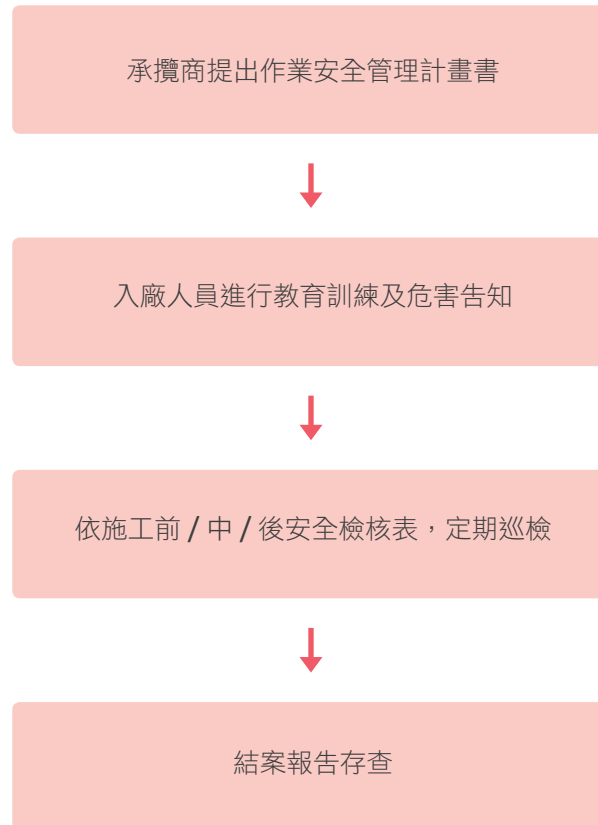 承攬商提出作業安全管理計畫書
入廠人員進行教育訓練及危害告知
依施工前 / 中 / 後安全檢核表，定期巡檢
結案報告存查